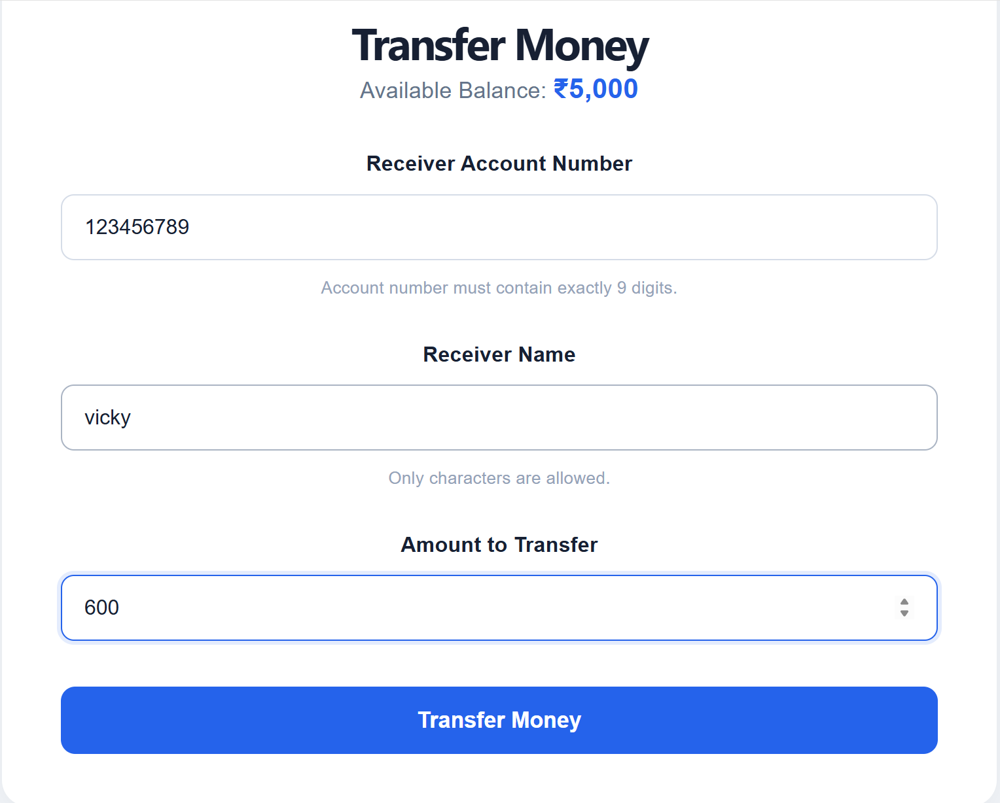 Transfer Money
Available Balance: ₹5,000
Receiver Account Number
123456789
Account number must contain exactly 9 digits.
Receiver Name
vicky
Only characters are allowed.
Amount to Transfer
600
Transfer Money